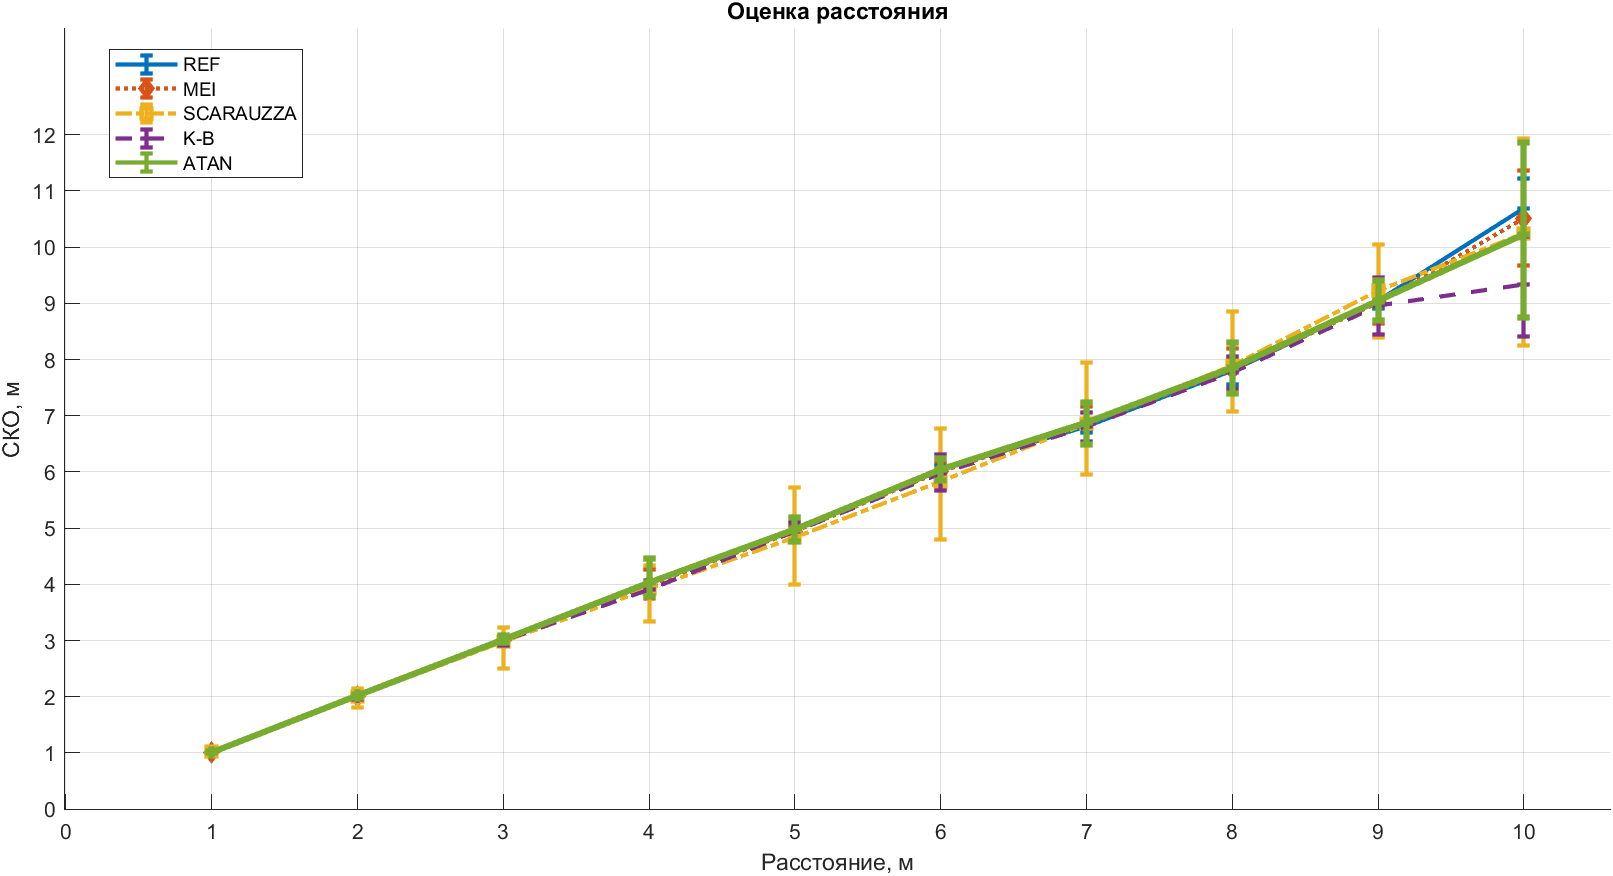 Оценка расстояния
REF
MEI
SCARAUZZA
K-B
ATAN
СКО, м
12
11
10
9
8
7
6
5
4
3
2
1
0
0 1 2 3 4 5 6 7 8 9 10
Расстояние, м